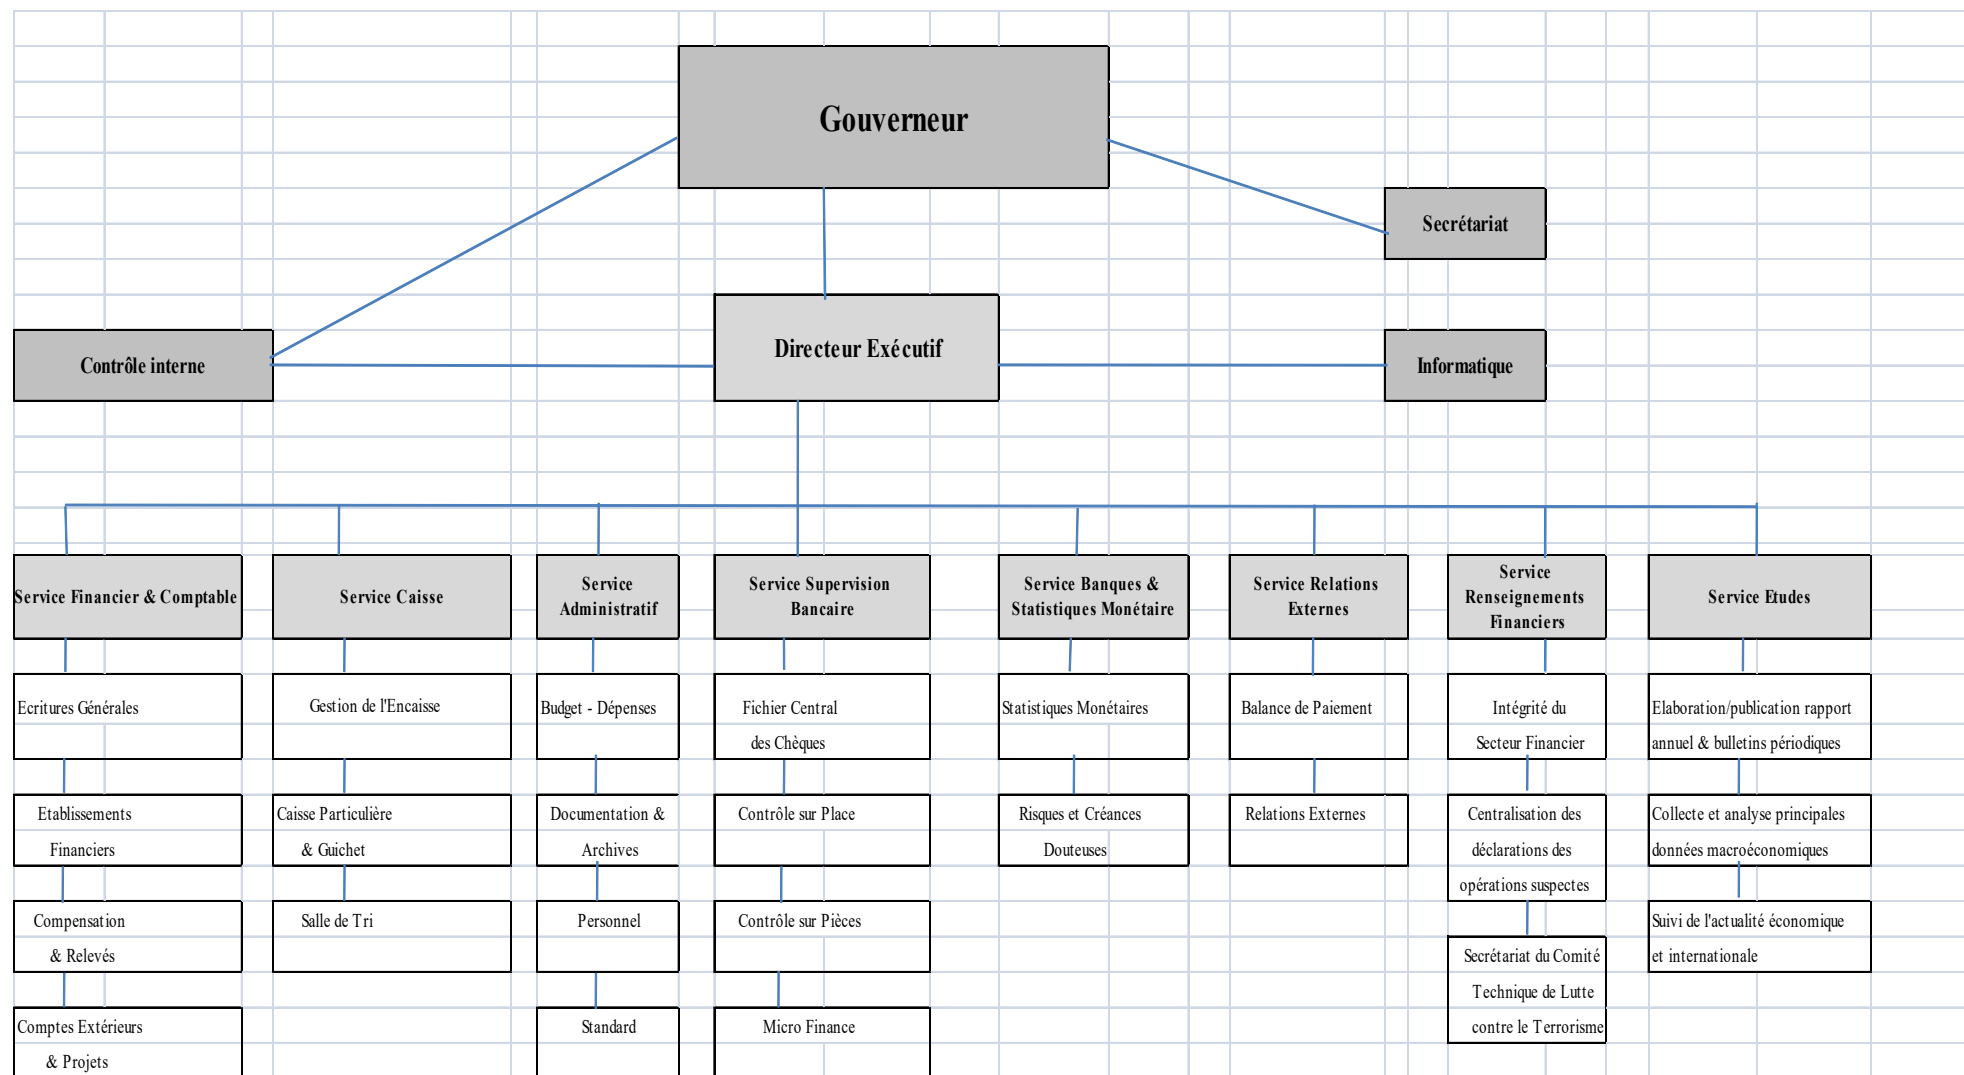 Gouverneur
Secrétariat
Contrôle interne
Directeur Exécutif
Informatique
Service Financier & Comptable
Service Caisse
Service
Administratif
Service Supervision
Bancaire
Service Banques &
Statistiques Monétaire
Service Relations
Externes
Service
Renseignements
Financiers
Service Etudes
Ecritures Générales
Gestion de l'Encaisse
Budget - Dépenses
Fichier Central
des Chèques
Statistiques Monétaires
Balance de Paiement
Intégrité du
Secteur Financier
Elaboration/publication rapport
annuel & bulletins périodiques
Etablissements
Financiers
Caisse Particulière
& Guichet
Documentation &
Archives
Contrôle sur Place
Risques et Créances
Douteuses
Relations Externes
Centralisation des
déclarations des
opérations suspectes
Collecte et analyse principales
données macroéconomiques
Compensation
& Relevés
Salle de Tri
Personnel
Contrôle sur Pièces
Secrétariat du Comité
Technique de Lutte
contre le Terrorisme
Suivi de l'actualité économique
et internationale
Comptes Extérieurs
& Projets
Standard
Micro Finance